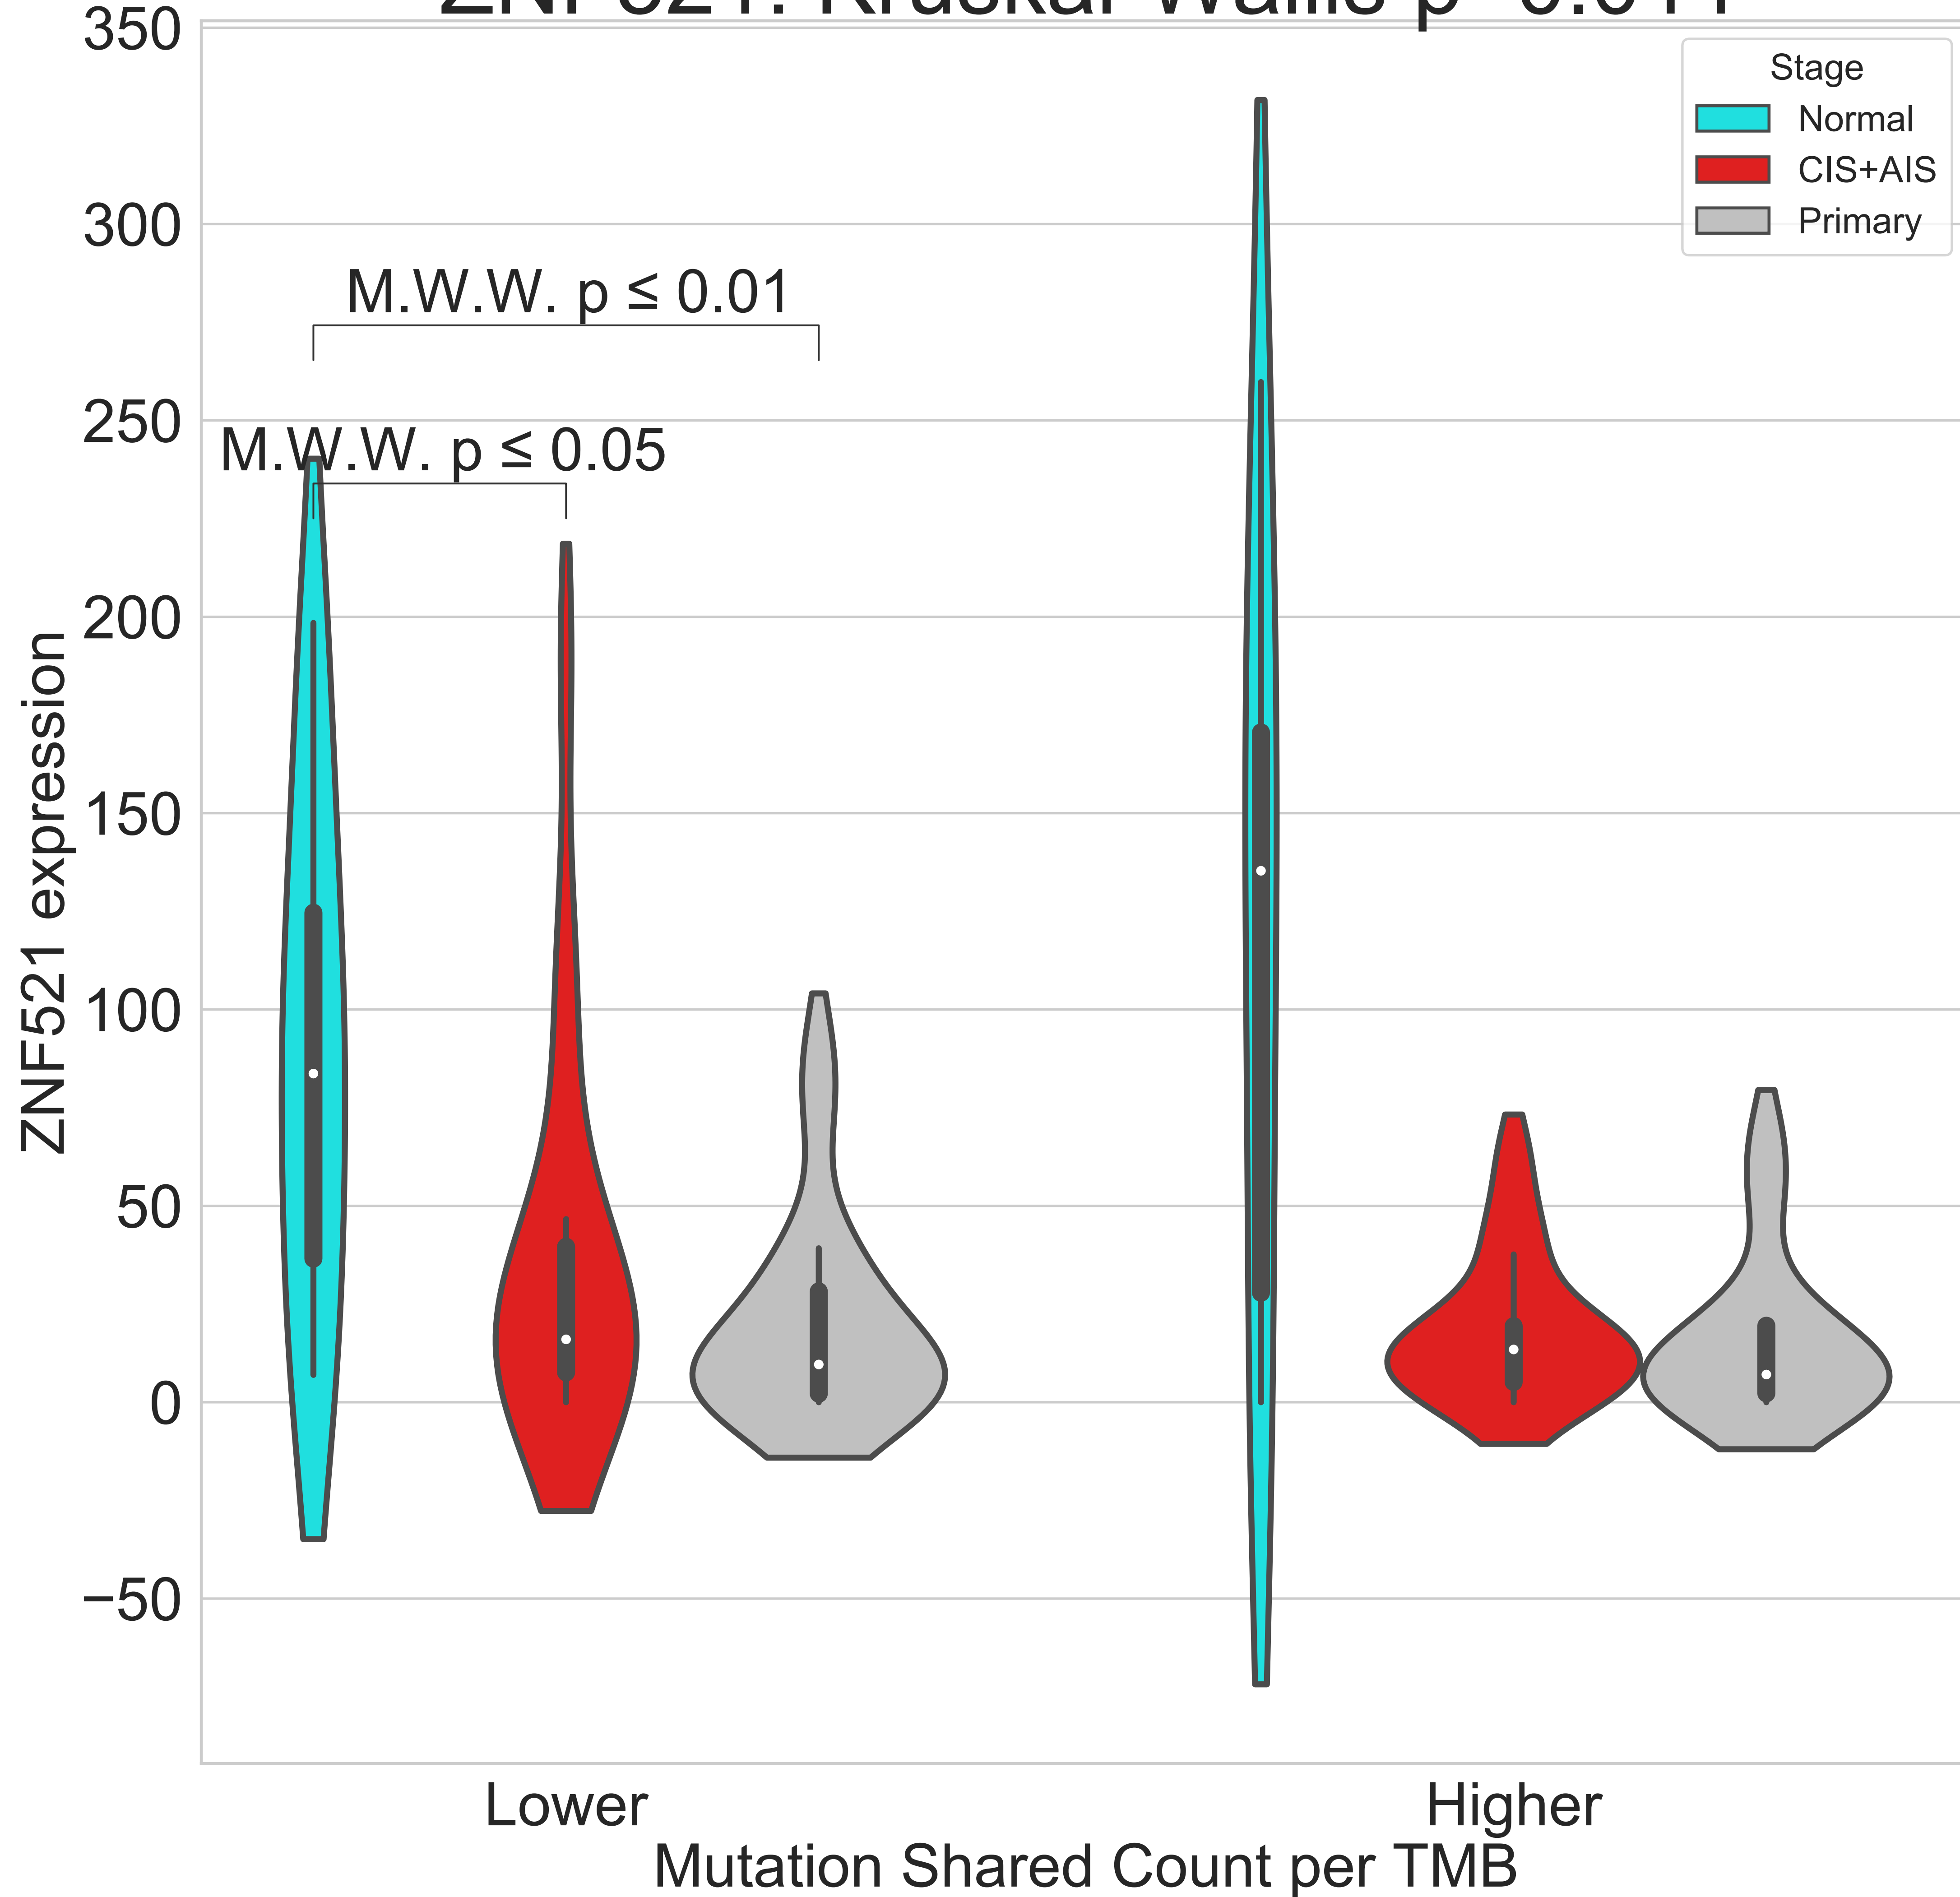 350
300
250
200
150
100
50
0
−50
ZNF521 expression
Stage
Normal
CIS+AIS
Primary
M.W.W. p ≤ 0.01
M.W.W. p ≤ 0.05
Lower
Higher
Mutation Shared Count per TMB